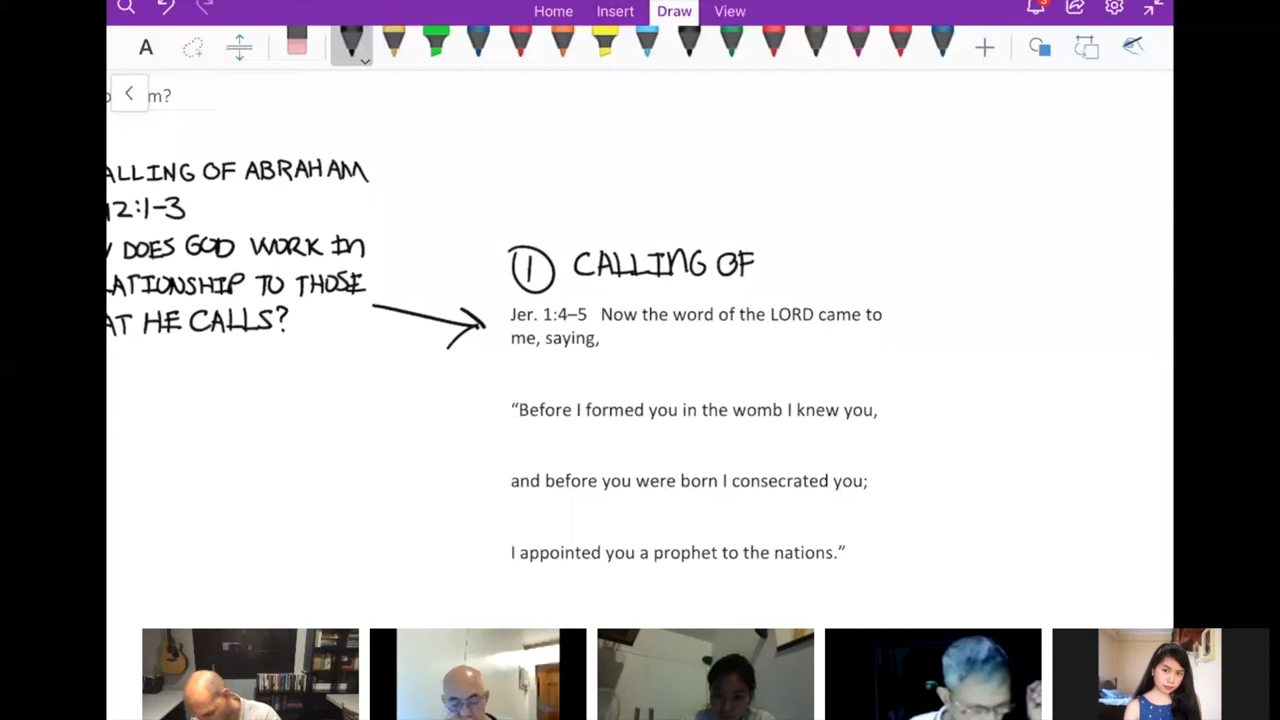 Home Insert Draw View
A
m?
ALLING OF ABRAHAM
12:1-3
DOES GOD WORK IN
LATIONSHIP TO THOSE
AT HE CALLS?
① CALLING OF
Jer. 1:4–5 Now the word of the LORD came to
me, saying,
“Before I formed you in the womb I knew you,
and before you were born I consecrated you;
I appointed you a prophet to the nations.”